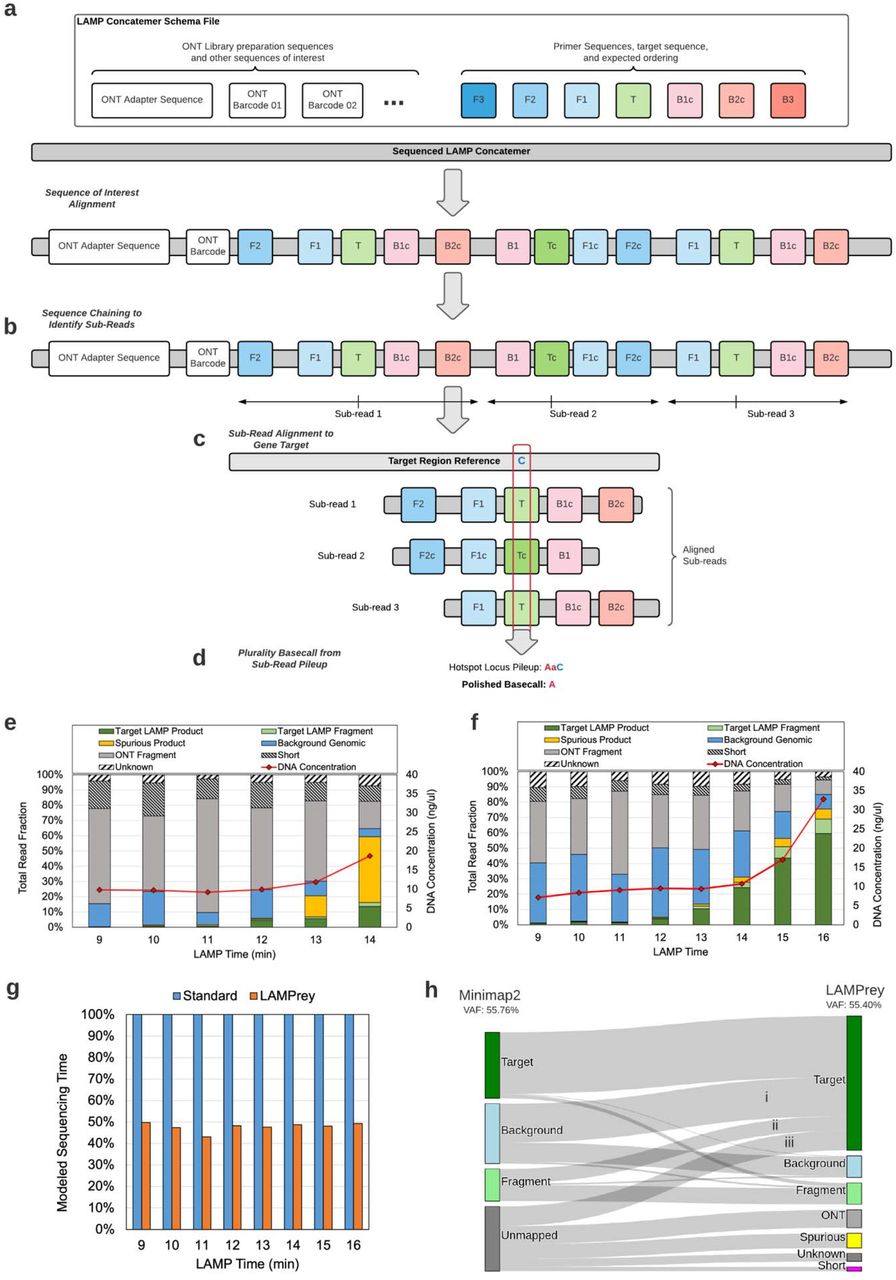 a
LAMP Concatemer Schema File
ONT Library preparation sequences
and other sequences of interest
Primer Sequences, target sequence,
and expected ordering
ONT Adapter Sequence
ONT
Barcode 01
ONT
Barcode 02
...
F3
F2
F1
T
B1c
B2c
B3
Sequenced LAMP Concatemer
Sequence of Interest
Alignment
ONT Adapter Sequence
ONT
Barcode
F2
F1
T
B1c
B2c
B1
Tc
F1c
F2c
F1
T
B1c
B2c
b
Sequence Chaining to
Identify Sub-Reads
ONT Adapter Sequence
ONT
Barcode
F2
F1
T
B1c
B2c
B1
Tc
F1c
F2c
F1
T
B1c
B2c
Sub-read 1
Sub-read 2
Sub-read 3
c
Sub-Read Alignment to
Gene Target
Target Region Reference
C
Sub-read 1
F2
F1
T
B1c
B2c
Sub-read 2
F2c
F1c
Tc
B1
Sub-read 3
F1
T
B1c
B2c
Aligned
Sub-reads
d
Plurality Basecall from
Sub-Read Pileup
Hotspot Locus Pileup: AaC
Polished Basecall: A
e
Target LAMP Product
Target LAMP Fragment
Spurious Product
Background Genomic
ONT Fragment
Short
Unknown
DNA Concentration
Total Read Fraction
100%
90%
80%
70%
60%
50%
40%
30%
20%
10%
0%
40
35
30
25
20
15
10
5
0
DNA Concentration (ng/ul)
9
10
11
12
13
14
LAMP Time (min)
f
Target LAMP Product
Target LAMP Fragment
Spurious Product
Background Genomic
ONT Fragment
Short
Unknown
DNA Concentration
Total Read Fraction
100%
90%
80%
70%
60%
50%
40%
30%
20%
10%
0%
40
35
30
25
20
15
10
5
0
DNA Concentration (ng/ul)
9
10
11
12
13
14
15
16
LAMP Time
g
Standard
LAMPrey
Modeled Sequencing Time
100%
90%
80%
70%
60%
50%
40%
30%
20%
10%
0%
9
10
11
12
13
14
15
16
LAMP Time (min)
h
Minimap2
VAF: 55.76%
LAMPrey
VAF: 55.40%
Target
Background
Fragment
Unmapped
i
ii
iii
Target
Background
Fragment
ONT
Spurious
Unknown
Short